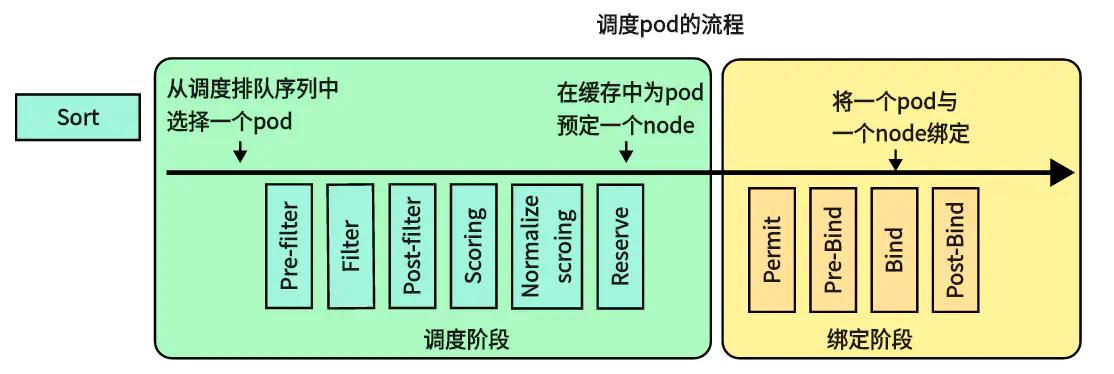 调度pod的流程
Sort
从调度排队序列中
选择一个pod
在缓存中为pod
预定一个node
将一个pod与
一个node绑定
Pre-filter
Filter
Post-filter
Scoring
Normalize
scroing
Reserve
Permit
Pre-Bind
Bind
Post-Bind
调度阶段
绑定阶段